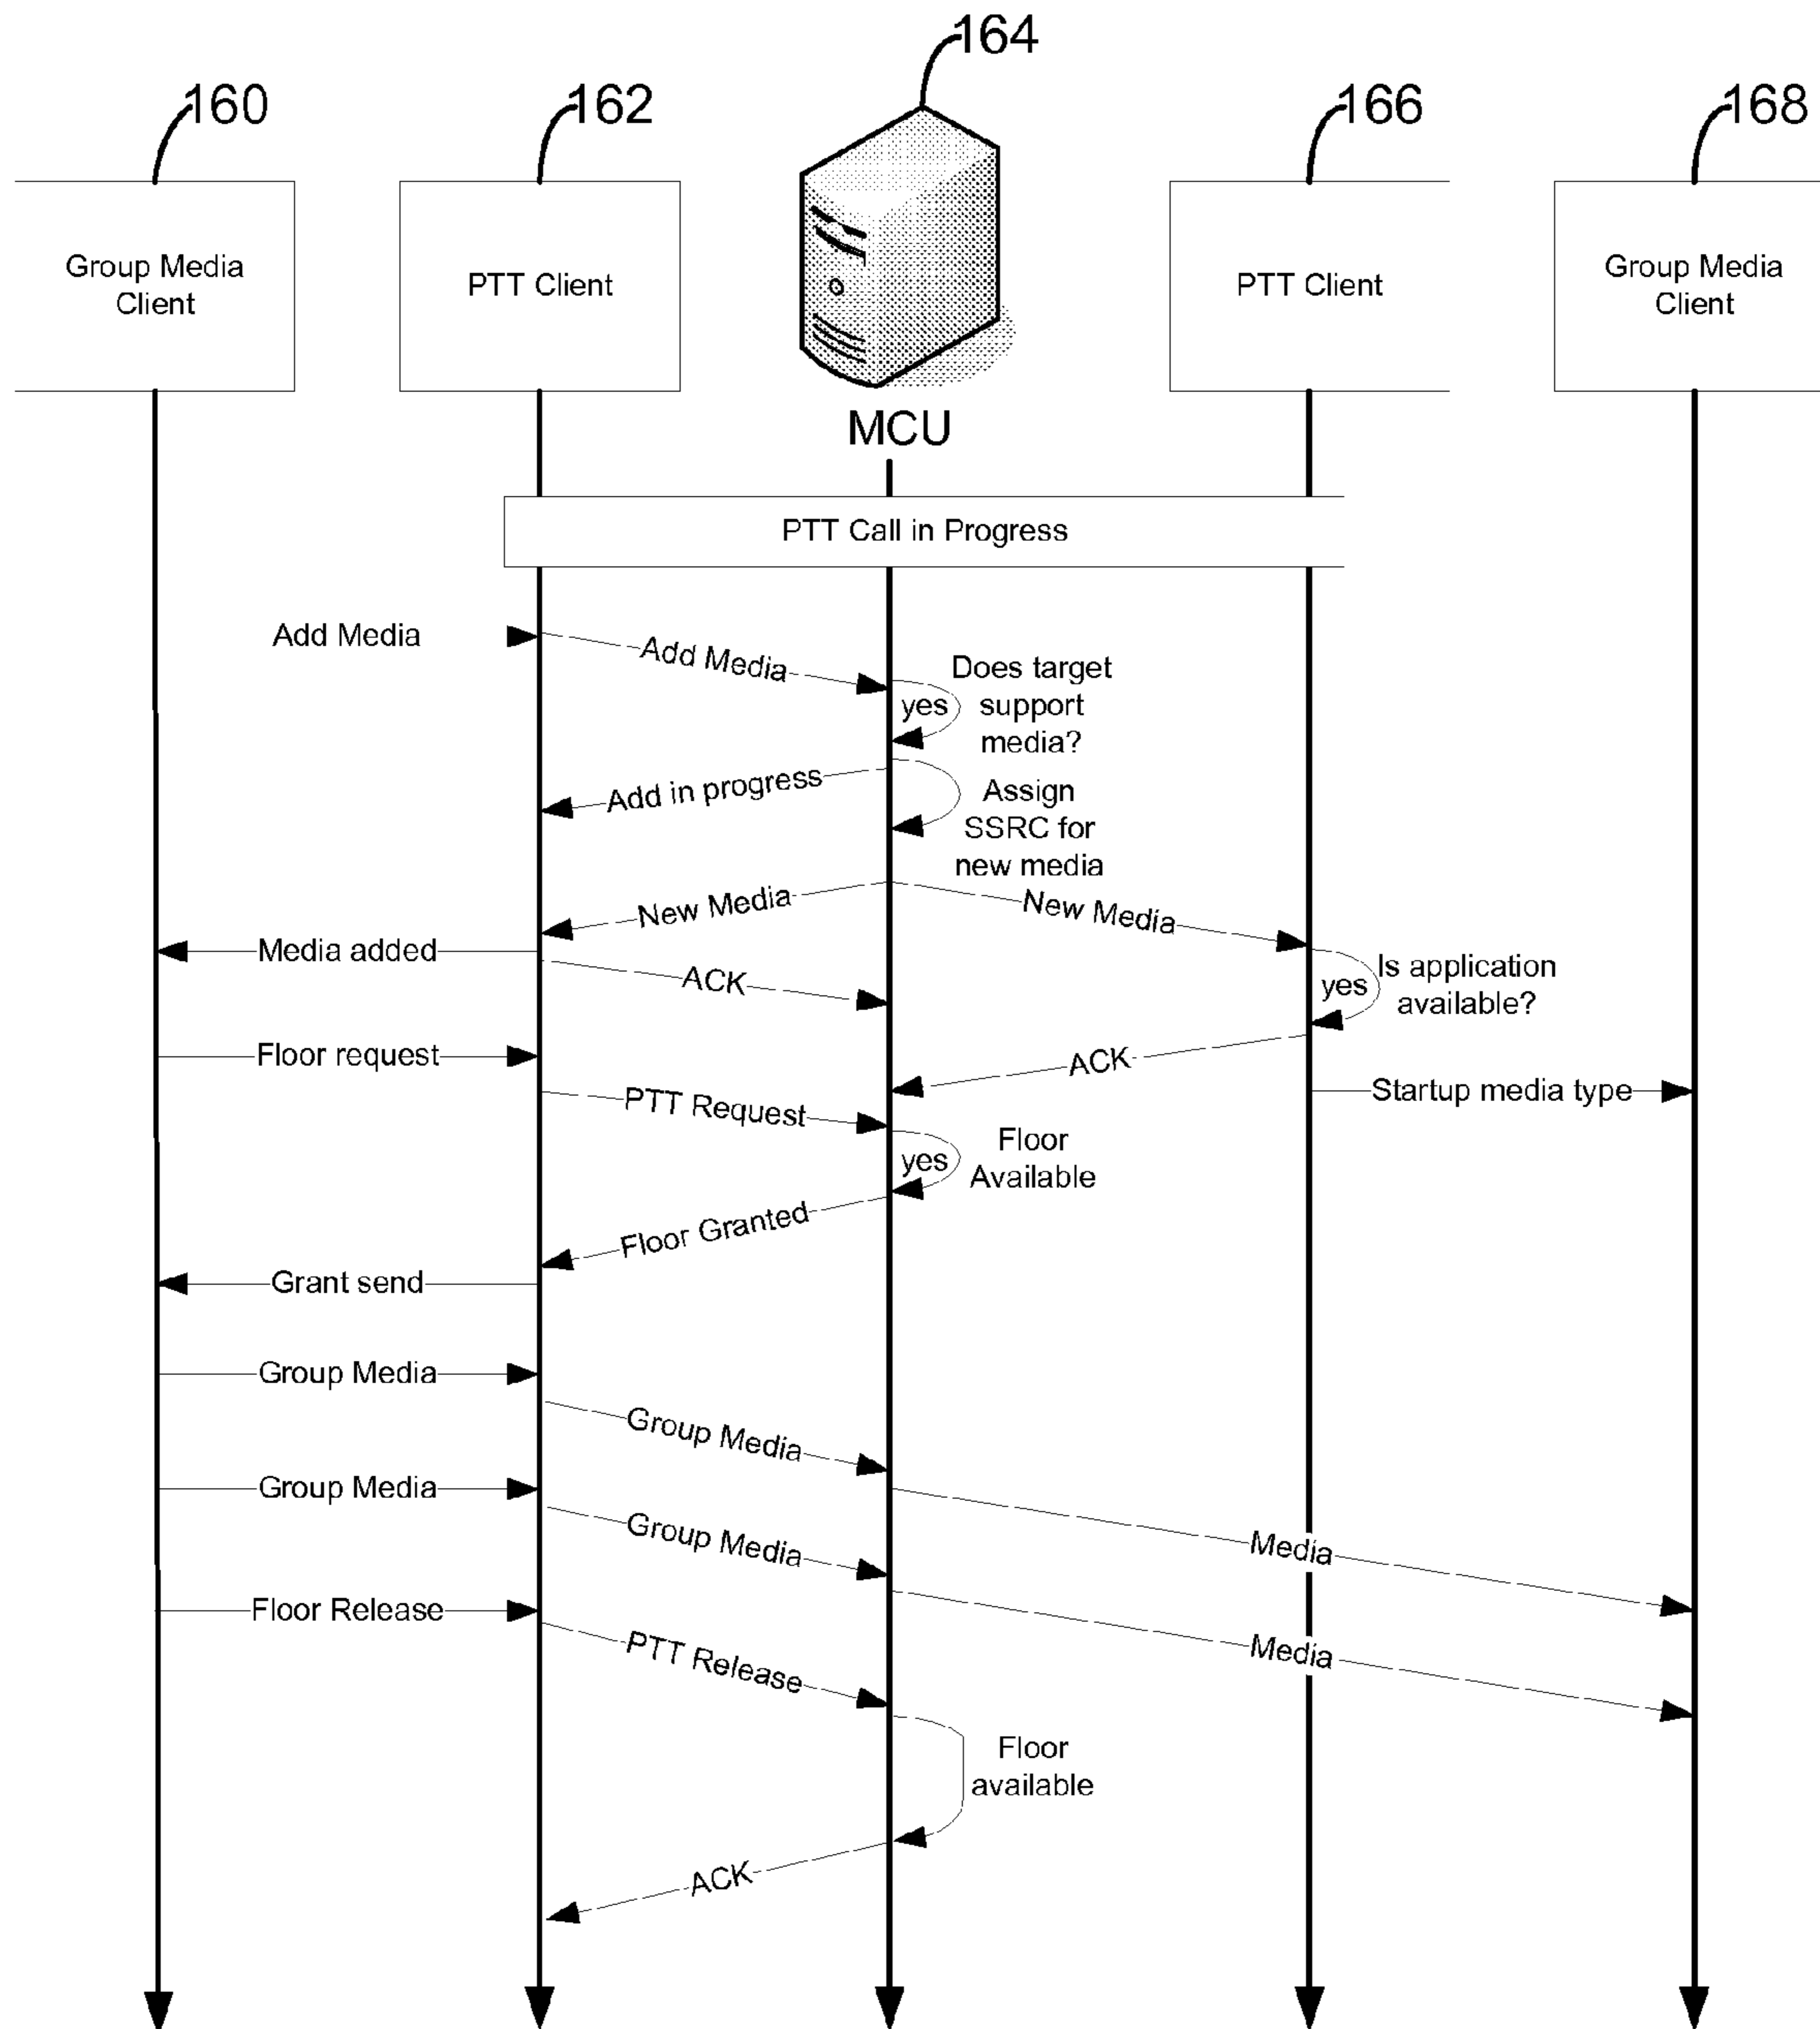 164
160
162
166
168
Group Media
Client
PTT Client
PTT Client
Group Media
Client
MCU
PTT Call in Progress
Add Media
Add Media
Does target
support
media?
yes
Add in progress
Assign
SSRC for
new media
New Media
New Media
Media added
ACK
Is application
available?
yes
Floor request
ACK
Startup media type
PTT Request
Floor
Available
yes
Floor Granted
Grant send
Group Media
Group Media
Group Media
Group Media
Media
Floor Release
PTT Release
Media
Floor
available
ACK